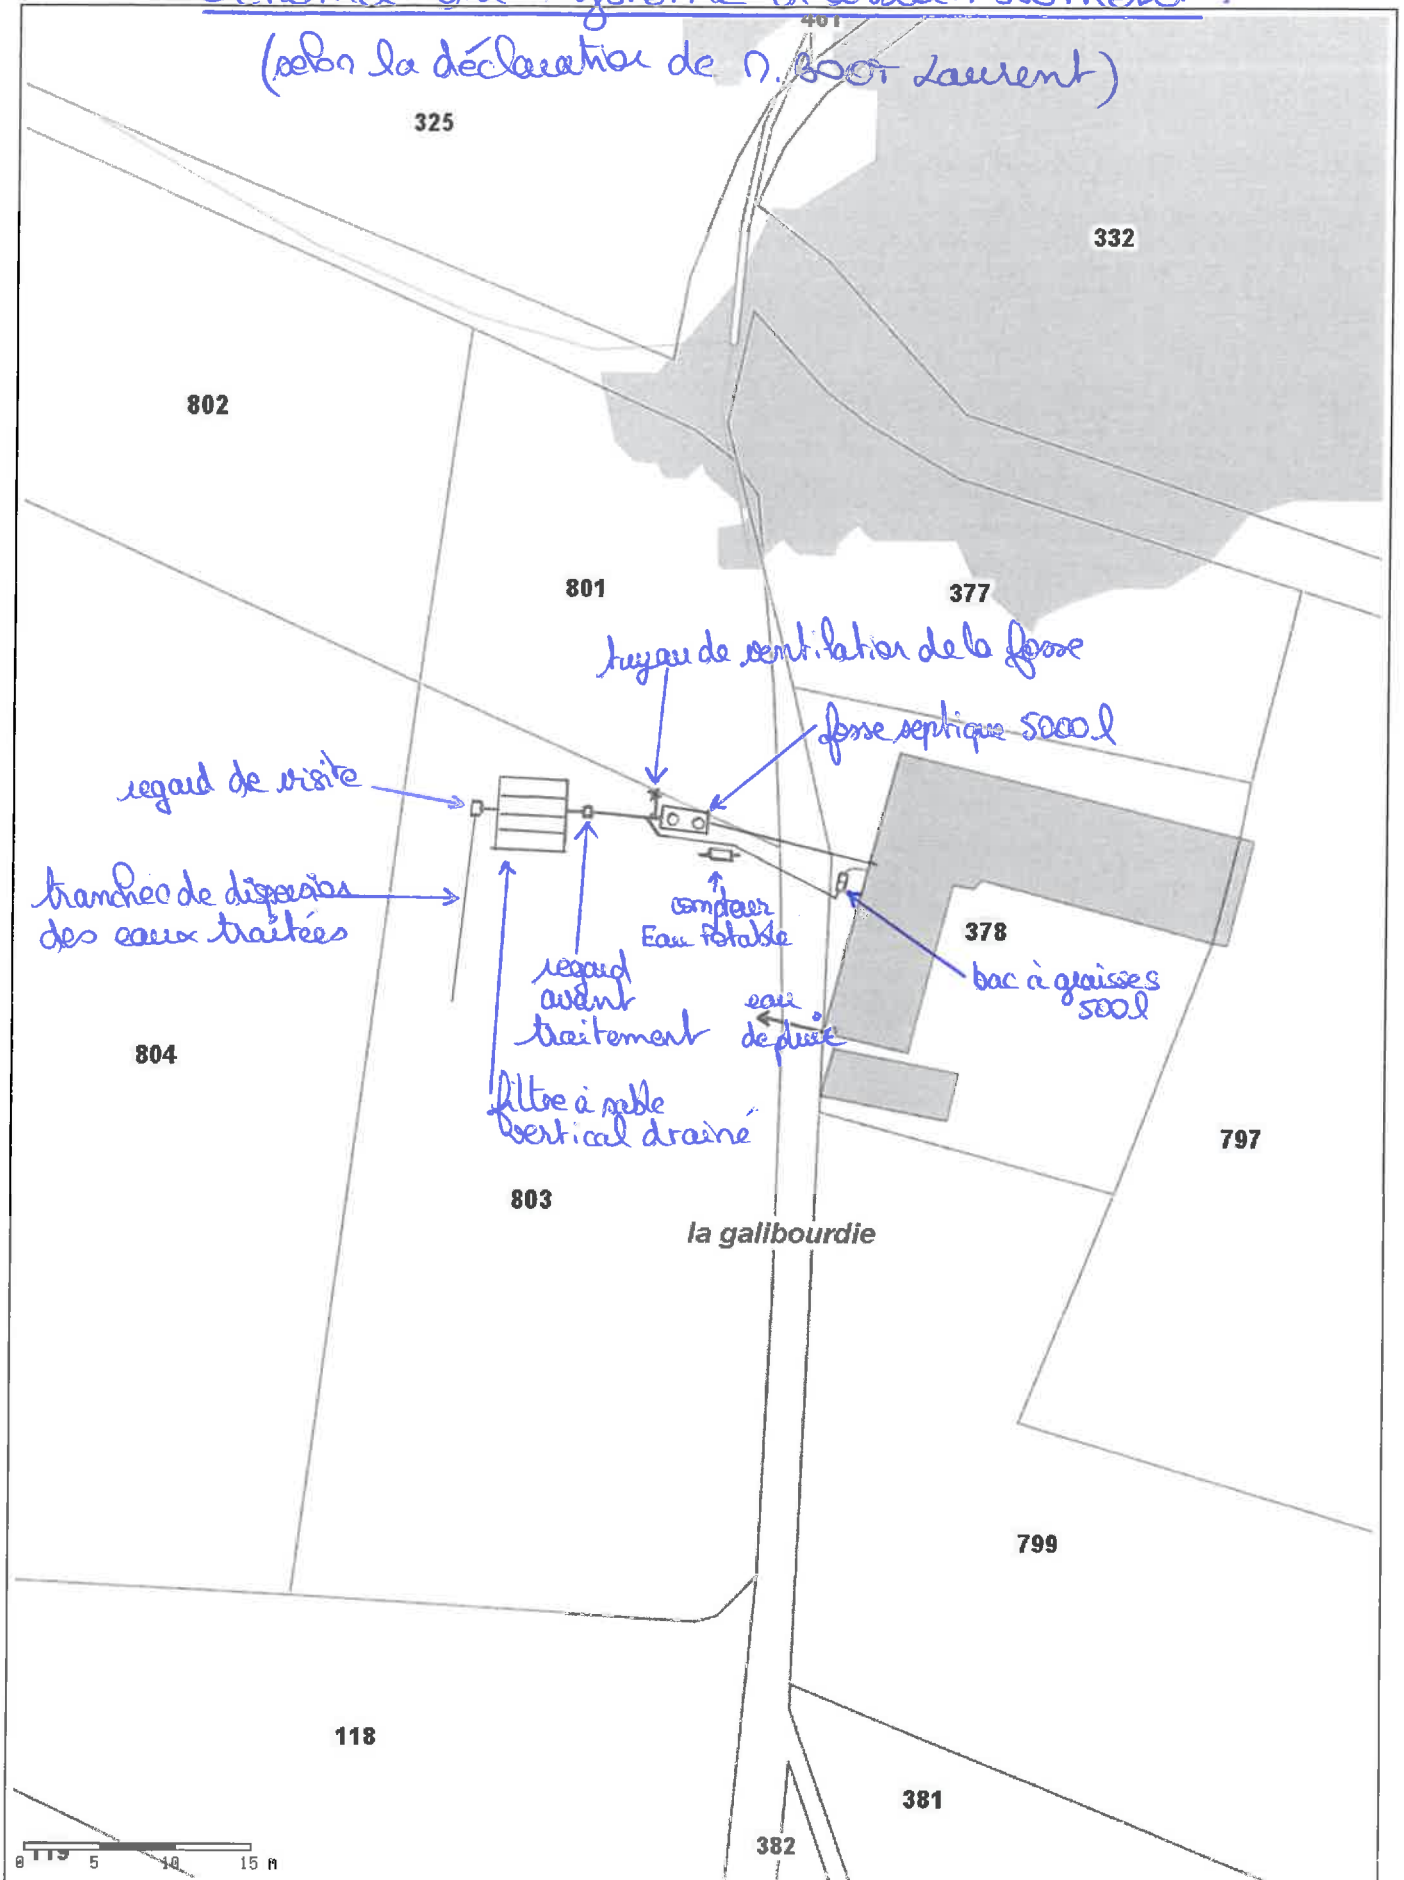 (selon la déclaration de M. Laurent)
325
332
802
801
377
tuyau de ventilation de la fosse
fosse septique 5000 l
regard de visite
tranchée de dispersion
des eaux traitées
compteur
Eau Potable
378
bac à graisses
500 l
regard
avant
traitement
eau
de pluie
804
filtre à sable
vertical drainé
797
803
la galibourdie
799
118
381
382
119
0 5 10 15 M